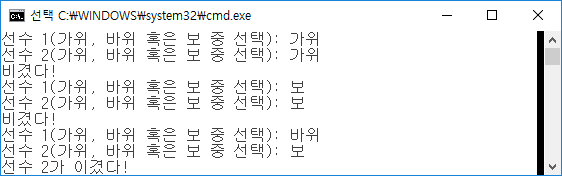 선택 C:₩WINDOWS₩system32₩cmd.exe
선수 1(가위, 바위 혹은 보 중 선택): 가위
선수 2(가위, 바위 혹은 보 중 선택): 가위
비겼다!
선수 1(가위, 바위 혹은 보 중 선택): 보
선수 2(가위, 바위 혹은 보 중 선택): 보
비겼다!
선수 1(가위, 바위 혹은 보 중 선택): 바위
선수 2(가위, 바위 혹은 보 중 선택): 보
선수 2가 이겼다!